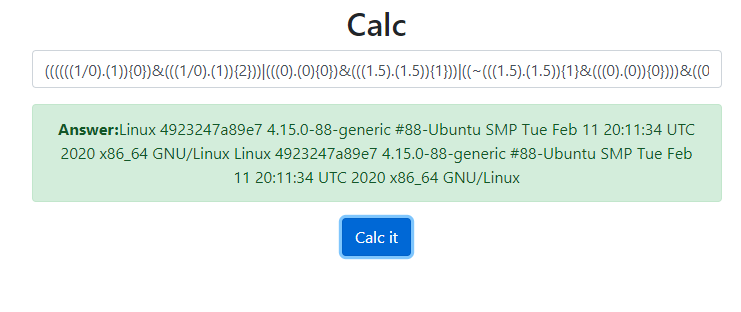 Calc
((((((1/0).(1)){0})&(((1/0).(1)){2}))|(((0).(0){0})&(((1.5).(1.5)){1}))|((~(((1.5).(1.5)){1}&(((0).(0)){0})))&((0
Answer:Linux 4923247a89e7 4.15.0-88-generic #88-Ubuntu SMP Tue Feb 11 20:11:34 UTC
2020 x86_64 GNU/Linux Linux 4923247a89e7 4.15.0-88-generic #88-Ubuntu SMP Tue Feb
11 20:11:34 UTC 2020 x86_64 GNU/Linux
Calc it